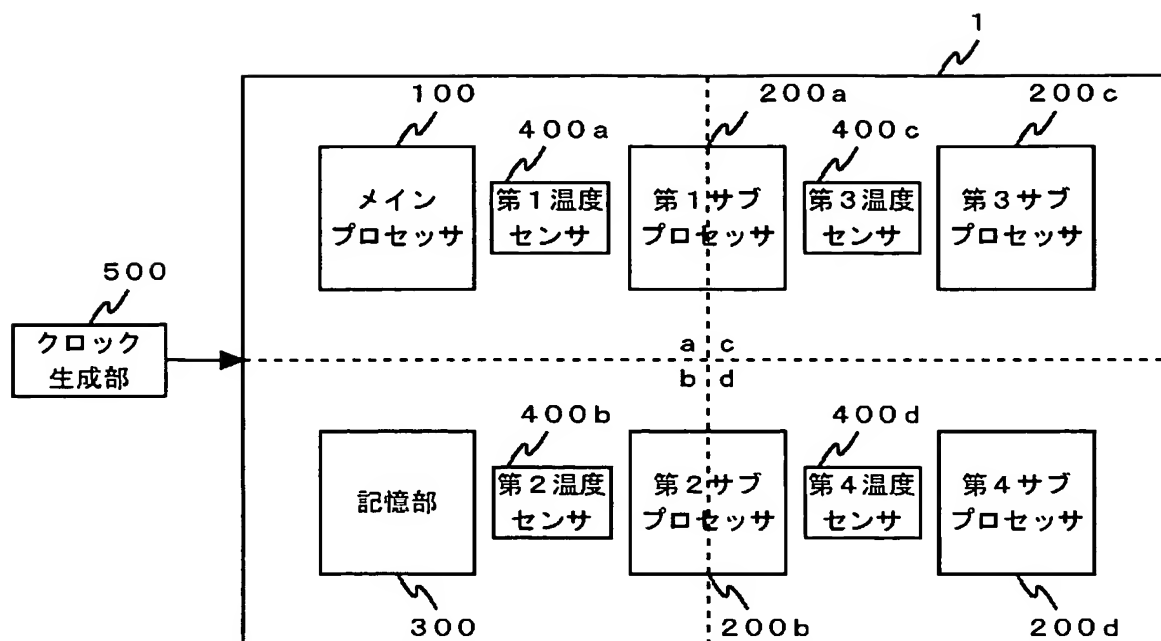 1
100
200a
200c
400a
400c
メイン
プロセッサ
第1温度
センサ
第1サブ
プロセッサ
第3温度
センサ
第3サブ
プロセッサ
500
クロック
生成部
a c
b d
400b
400d
記憶部
第2温度
センサ
第2サブ
プロセッサ
第4温度
センサ
第4サブ
プロセッサ
300
200b
200d